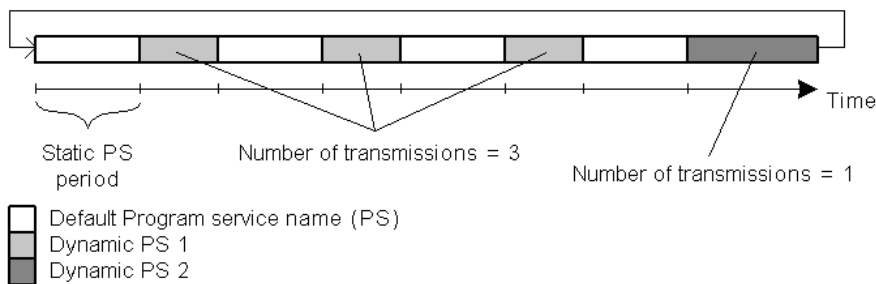 Time
Static PS
period
Number of transmissions = 3
Number of transmissions = 1
Default Program service name (PS)
Dynamic PS 1
Dynamic PS 2